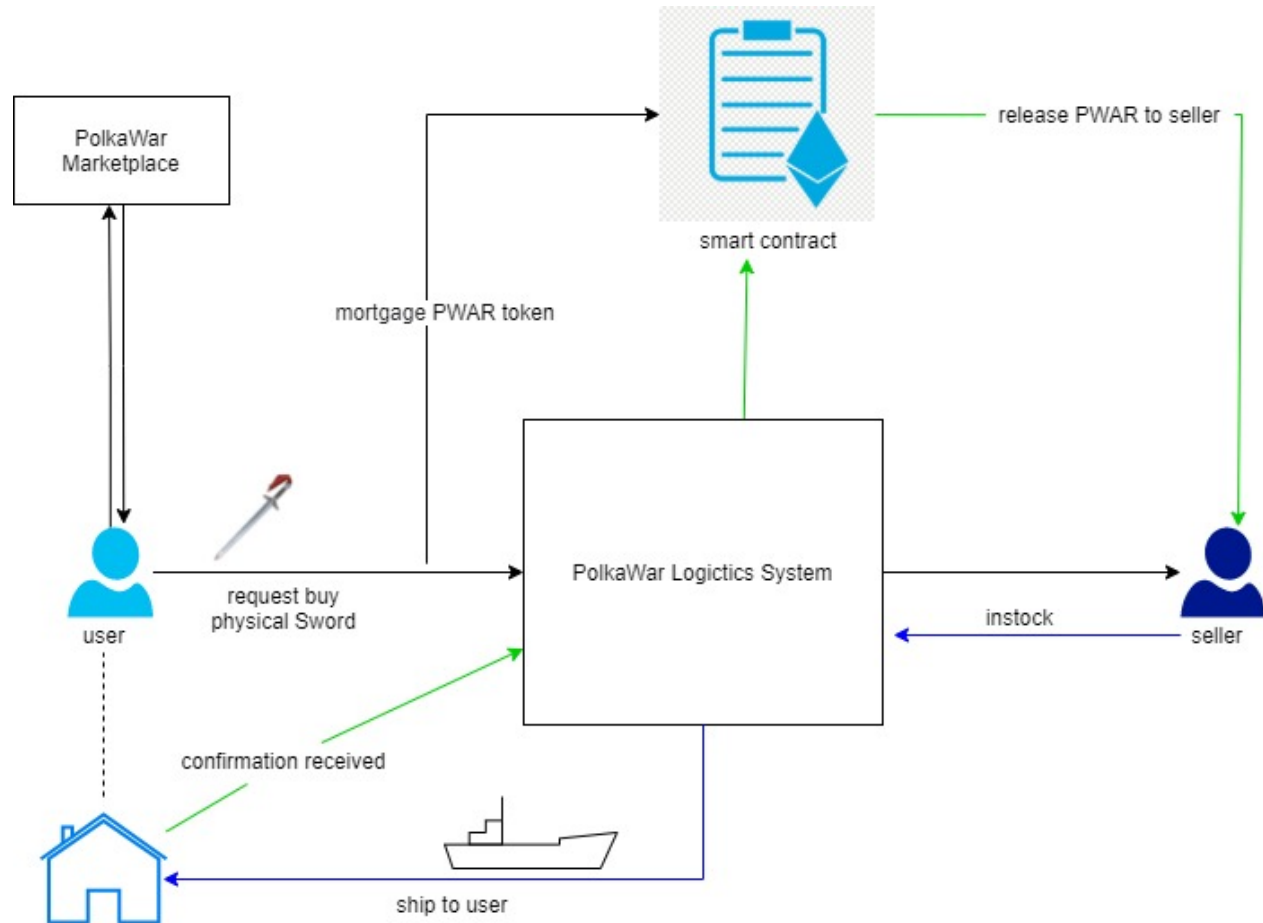 PolkaWar
Marketplace
release PWAR to seller
smart contract
mortgage PWAR token
PolkaWar Logictics System
request buy
physical Sword
user
instock
seller
confirmation received
ship to user